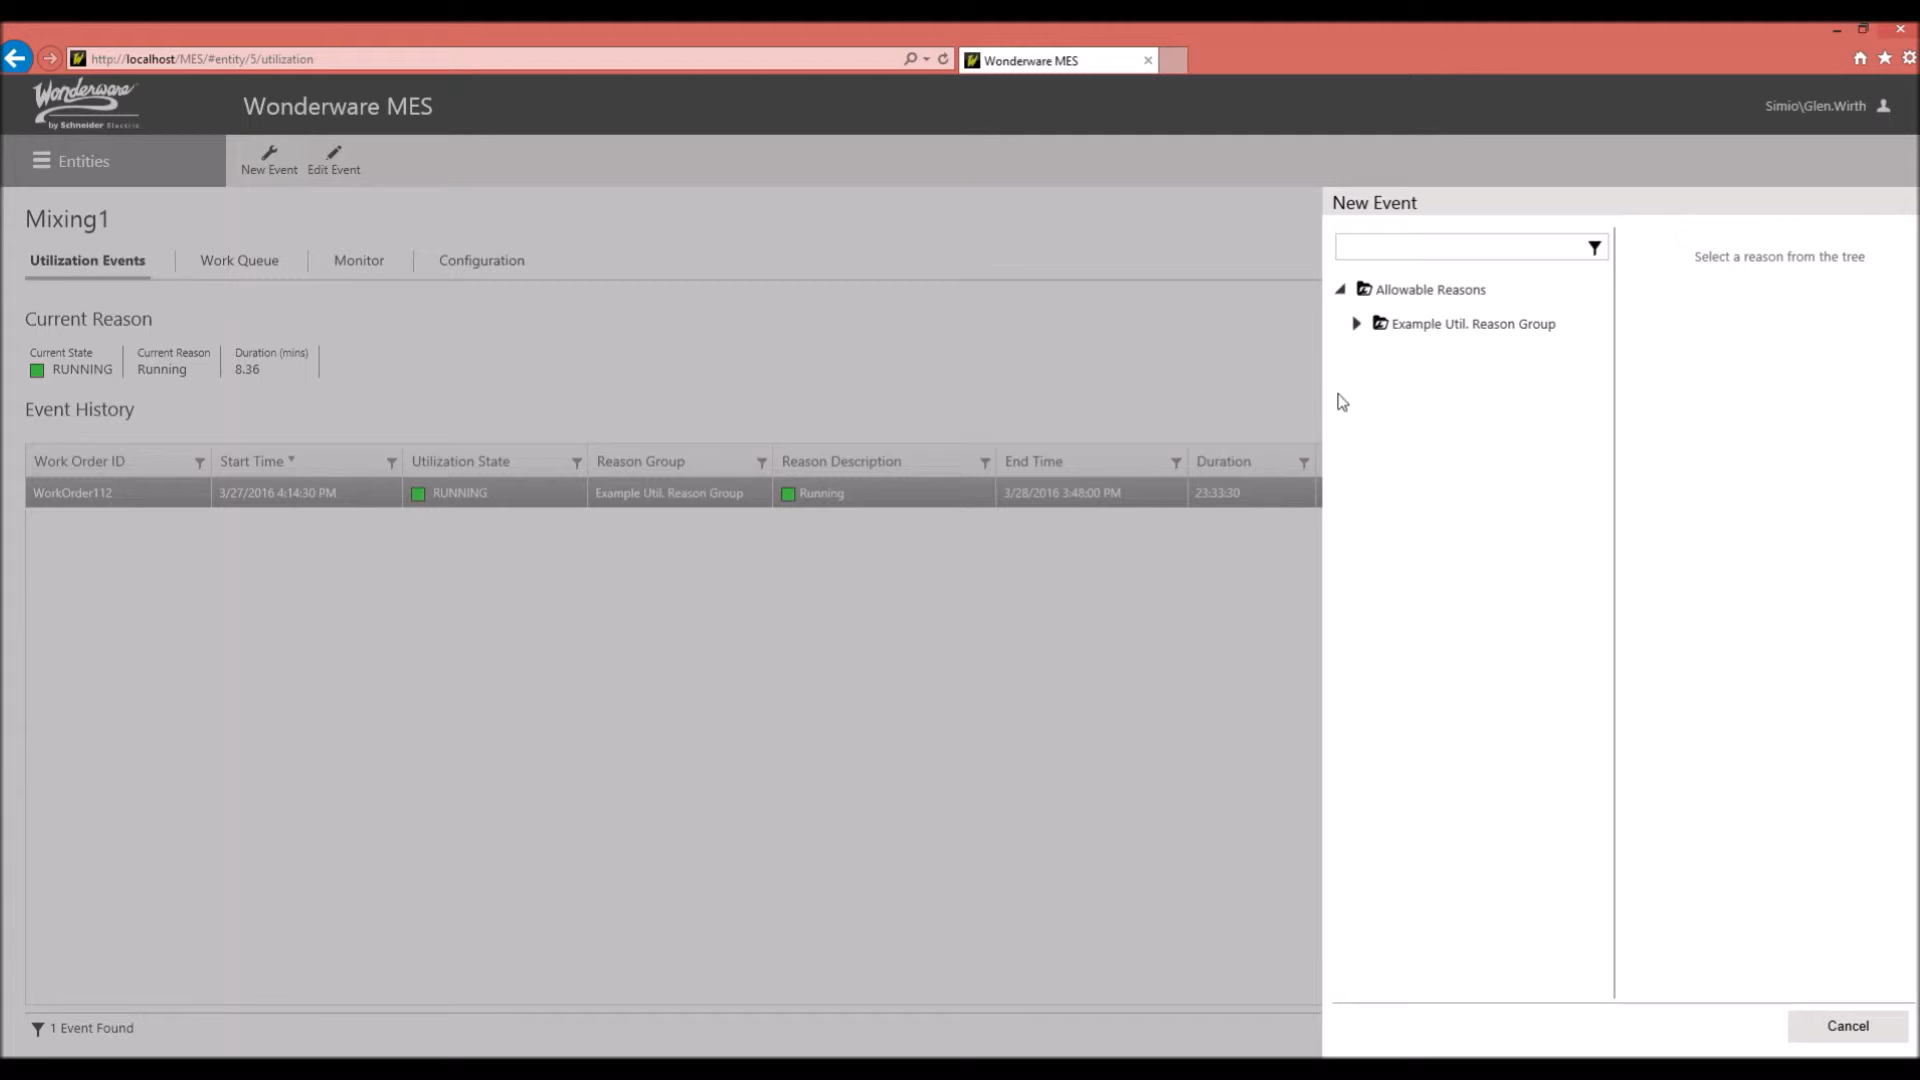 http://localhost/MES/#entity/5/utilization
Wonderware MES
Wonderware
by Schneider Electric
Wonderware MES
Simio\Glen.Wirth
Entities
New Event
Edit Event
Mixing1
Utilization Events
Work Queue
Monitor
Configuration
Current Reason
Current State
Current Reason
Duration (mins)
RUNNING
Running
8.36
Event History
Work Order ID
Start Time
Utilization State
Reason Group
Reason Description
End Time
Duration
WorkOrder112
3/27/2016 4:14:30 PM
RUNNING
Example Util. Reason Group
Running
3/28/2016 3:48:00 PM
23:33:30
1 Event Found
New Event
Allowable Reasons
Example Util. Reason Group
Select a reason from the tree
Cancel